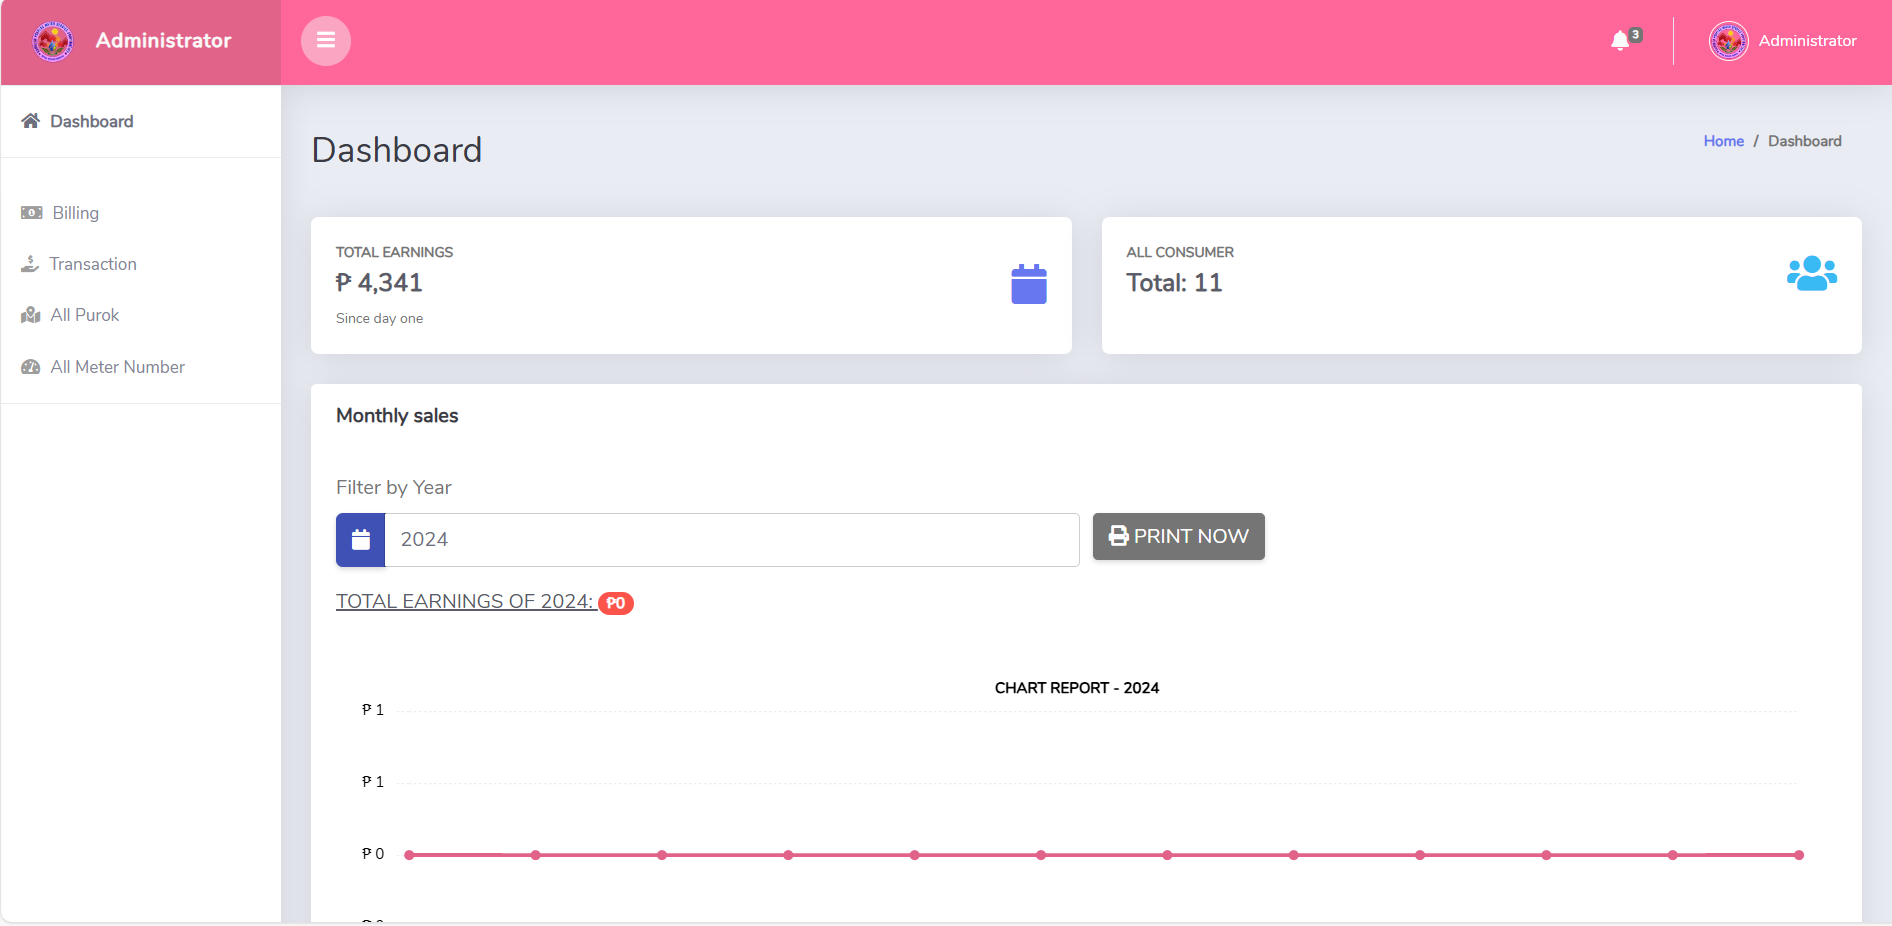 Administrator
3
Administrator
Dashboard
Billing
Transaction
All Purok
All Meter Number
Dashboard
Home / Dashboard
TOTAL EARNINGS
₱ 4,341
Since day one
ALL CONSUMER
Total: 11
Monthly sales
Filter by Year
2024
PRINT NOW
TOTAL EARNINGS OF 2024: ₱0
CHART REPORT - 2024
₱ 1
₱ 1
₱ 0